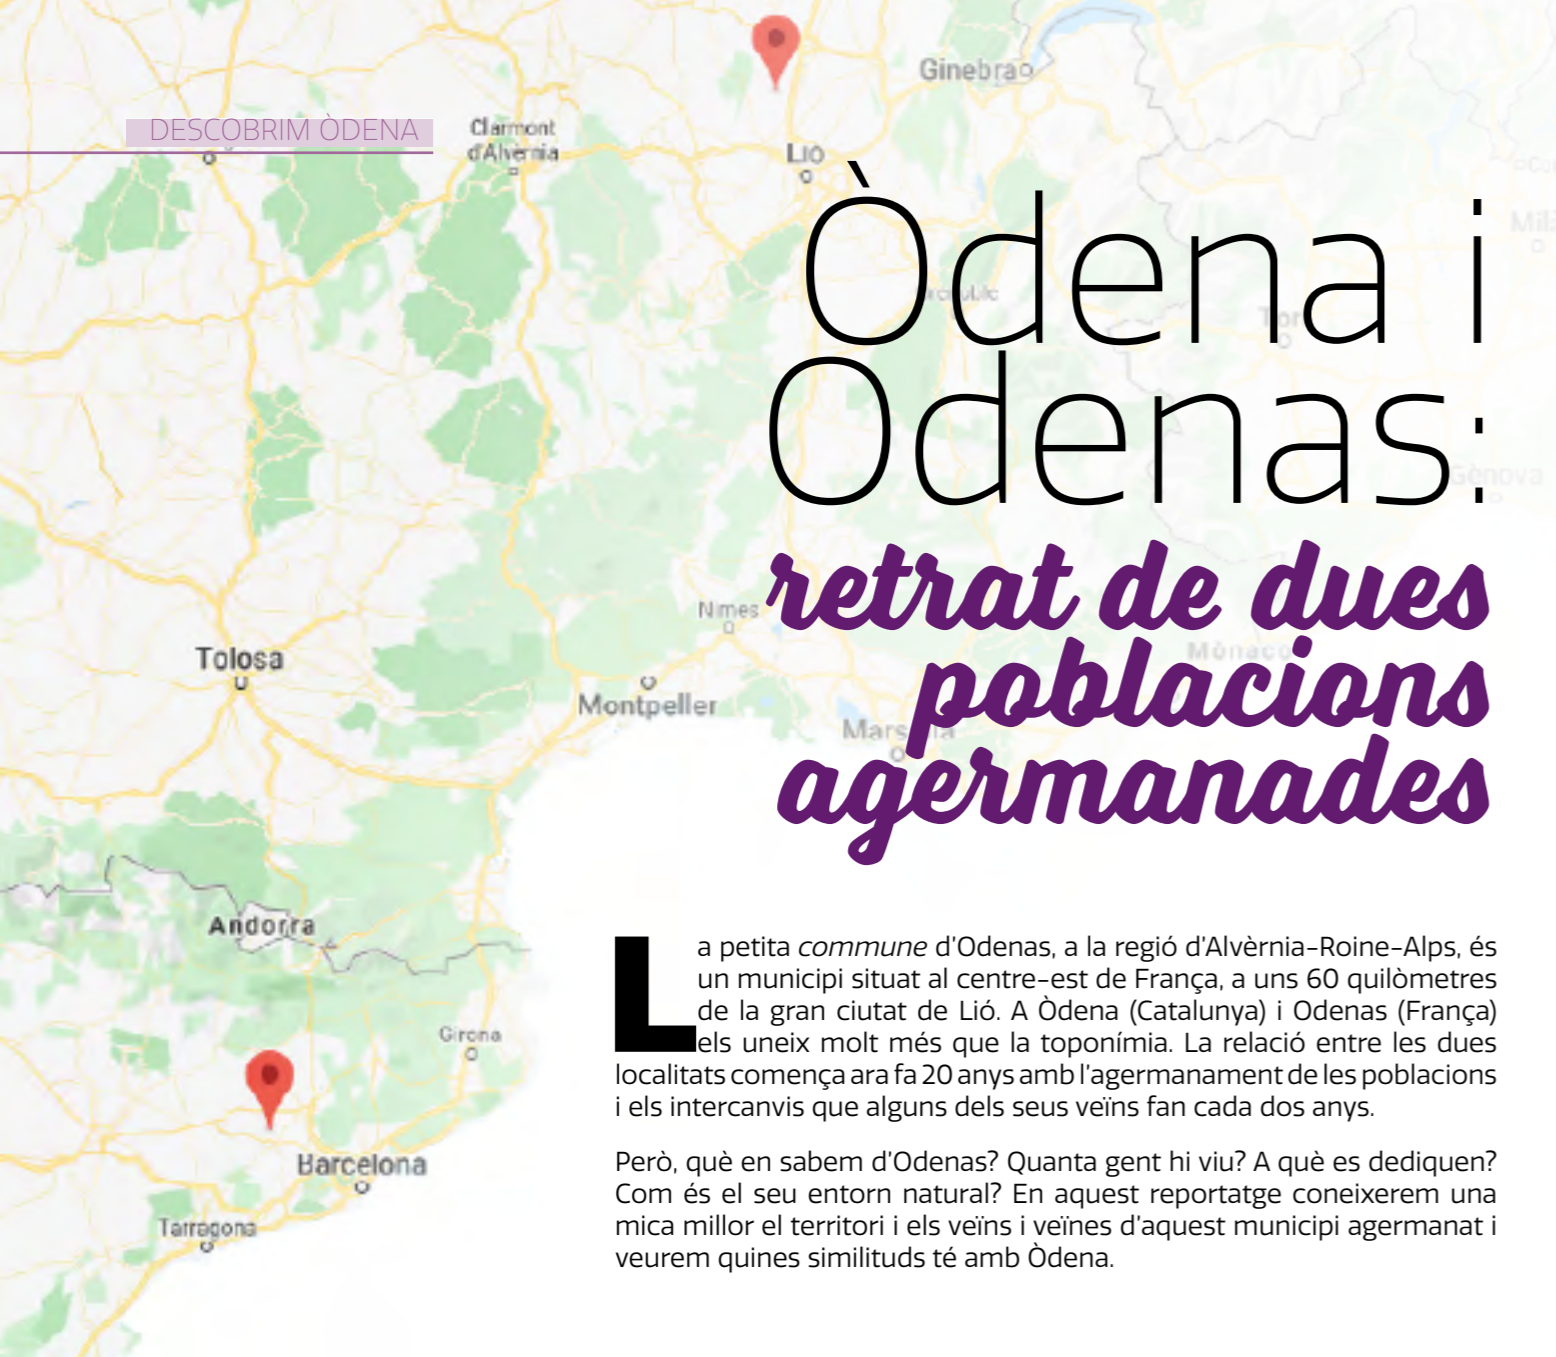 DESCOBRIM ÒDENA
Ginebra
Clarmont
d'Alvèrnia
Lió
Òdena i
Odenas:
retrat de dues
poblacions
agermanades
Gènova
Nimes
Tolosa
Montpeller
Mònaco
Andorra
Girona
Barcelona
Tarragona
La petita commune d'Odenas, a la regió d'Alvèrnia-Roine-Alps, és
un municipi situat al centre-est de França, a uns 60 quilòmetres
de la gran ciutat de Lió. A Òdena (Catalunya) i Odenas (França)
els uneix molt més que la toponímia. La relació entre les dues
localitats comença ara fa 20 anys amb l'agermanament de les poblacions
i els intercanvis que alguns dels seus veïns fan cada dos anys.
Però, què en sabem d'Odenas? Quanta gent hi viu? A què es dediquen?
Com és el seu entorn natural? En aquest reportatge coneixerem una
mica millor el territori i els veïns i veïnes d'aquest municipi agermanat i
veurem quines similituds té amb Òdena.